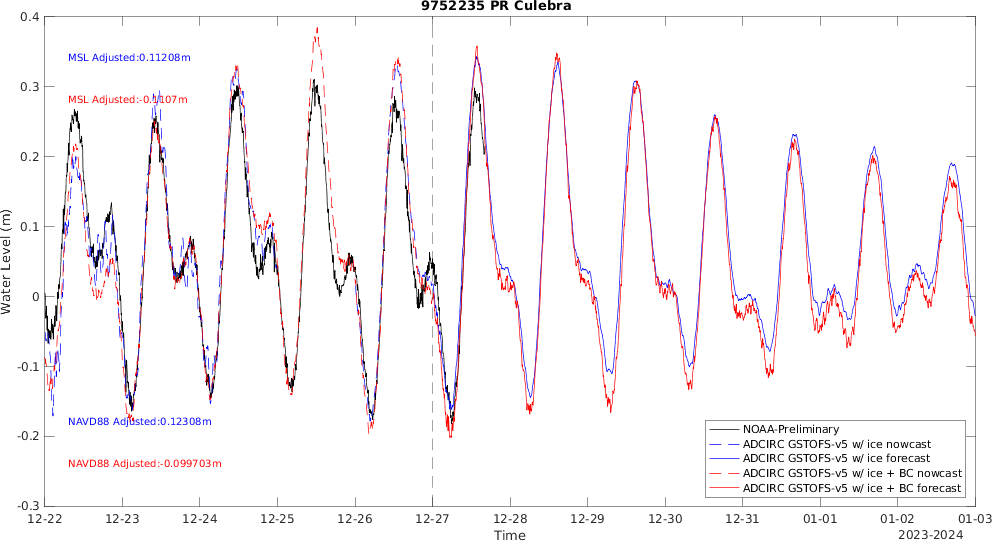 9752235 PR Culebra
Water Level (m)
0.4
0.3
0.2
0.1
0
-0.1
-0.2
-0.3
MSL Adjusted:0.11208m
MSL Adjusted:-0.1107m
NAVD88 Adjusted:0.12308m
NAVD88 Adjusted:-0.099703m
NOAA-Preliminary
ADCIRC GSTOFS-v5 w/ ice nowcast
ADCIRC GSTOFS-v5 w/ ice forecast
ADCIRC GSTOFS-v5 w/ ice + BC nowcast
ADCIRC GSTOFS-v5 w/ ice + BC forecast
12-22 12-23 12-24 12-25 12-26 12-27 12-28 12-29 12-30 12-31 01-01 01-02 01-03
Time
2023-2024